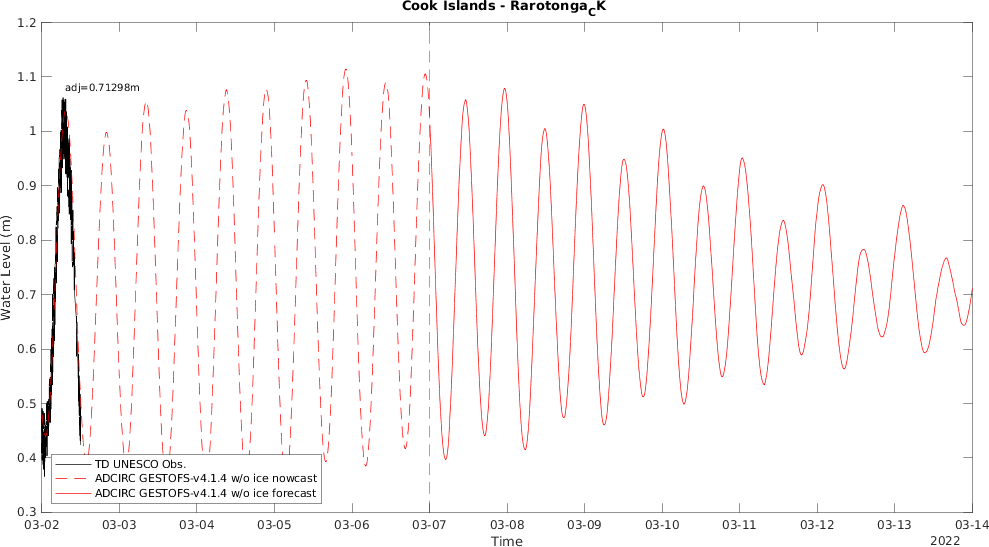 Cook Islands - Rarotonga_CK
1.2
1.1
1
0.9
0.8
0.7
0.6
0.5
0.4
0.3
Water Level (m)
adj=0.71298m
TD UNESCO Obs.
ADCIRC GESTOFS-v4.1.4 w/o ice nowcast
ADCIRC GESTOFS-v4.1.4 w/o ice forecast
03-02 03-03 03-04 03-05 03-06 03-07 03-08 03-09 03-10 03-11 03-12 03-13 03-14
Time
2022